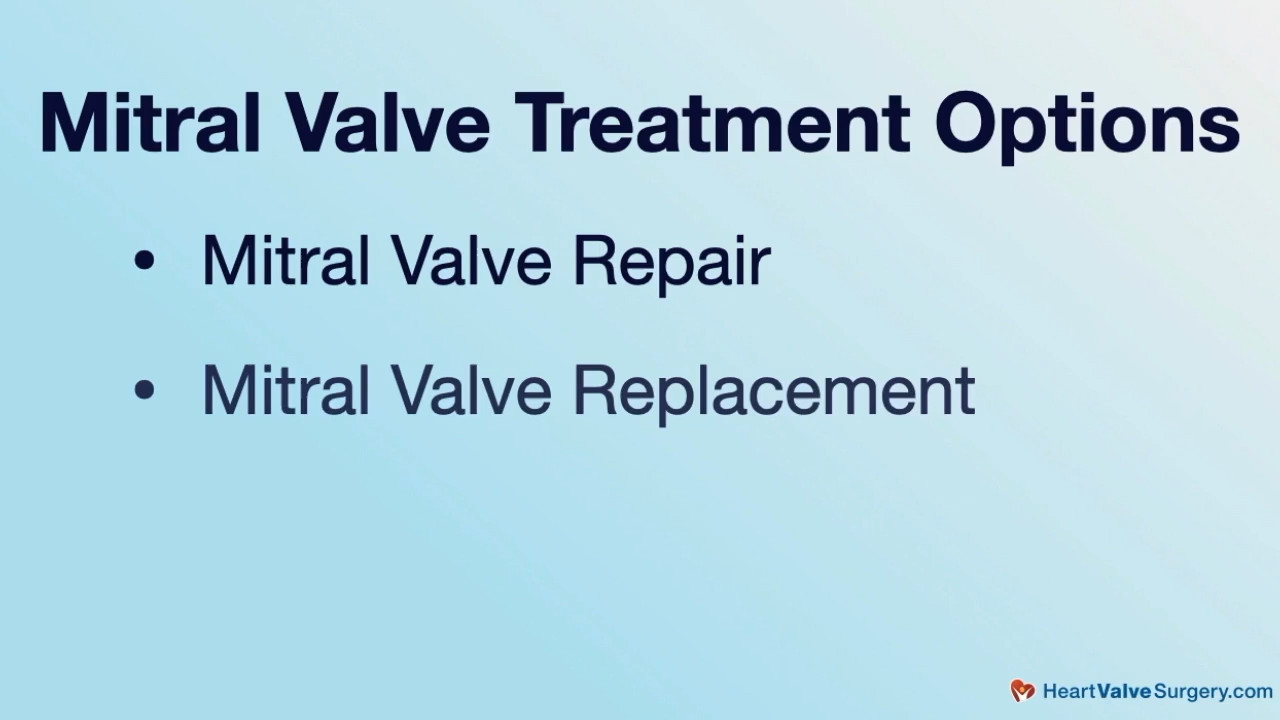 Mitral Valve Treatment Options
• Mitral Valve Repair
• Mitral Valve Replacement
HeartValveSurgery.com